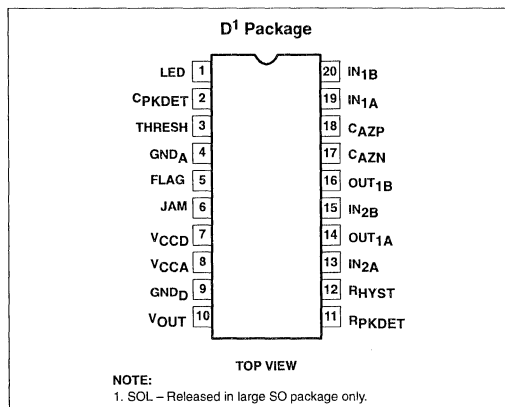 D1 Package
LED 1 20 IN1B
CPKDET 2 19 IN1A
THRESH 3 18 CAZP
GNDA 4 17 CAZN
FLAG 5 16 OUT1B
JAM 6 15 IN2B
VCCD 7 14 OUT1A
VCCA 8 13 IN2A
GNDD 9 12 RHYST
VOUT 10 11 RPKDET
TOP VIEW
NOTE:
1. SOL – Released in large SO package only.